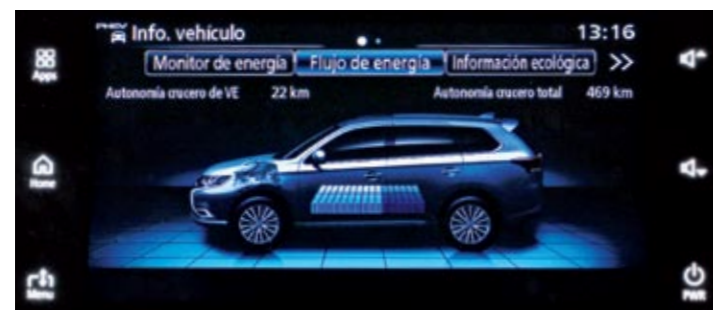 PHEV Info. vehículo 13:16
Apps Monitor de energía Flujo de energía Información ecológica >>
Autonomía crucero de VE 22 km Autonomía crucero total 469 km
Home
Menu PWR